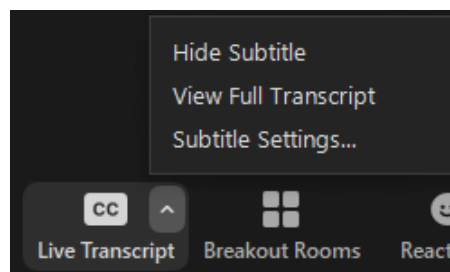 Hide Subtitle
View Full Transcript
Subtitle Settings...
CC
Live Transcript Breakout Rooms React